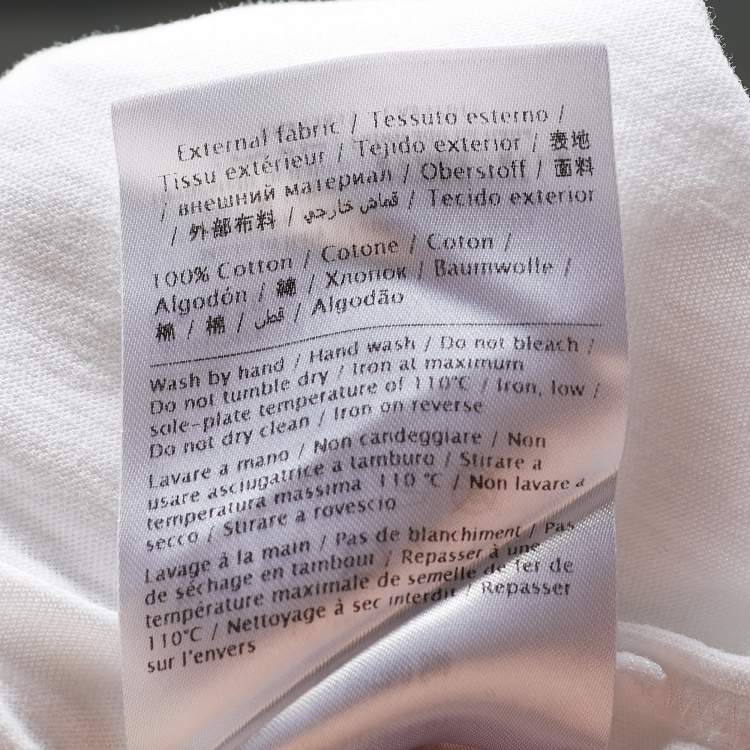 External fabric / Tessuto esterno /
Tissu extérieur / Tejido exterior / 表地
/ внешний материал / Oberstoff / 面料
/ 外部布料 / قماش خارجي / Tecido exterior
100% Cotton / Cotone / Coton /
Algodón / 綿 / Хлопок / Baumwolle /
棉 / 棉 / قطن / Algodão
Wash by hand / Hand wash / Do not bleach /
Do not tumble dry / Iron at maximum
sole-plate temperature of 110°C / Iron, low /
Do not dry clean / Iron on reverse
Lavare a mano / Non candeggiare / Non
usare asciugatrice a tamburo / Stirare a
temperatura massima 110 °C / Non lavare a
secco / Stirare a rovescio
Lavage à la main / Pas de blanchiment / Pas
de séchage en tambour / Repasser à une
température maximale de semelle de fer de
110°C / Nettoyage à sec interdit / Repasser
sur l'envers